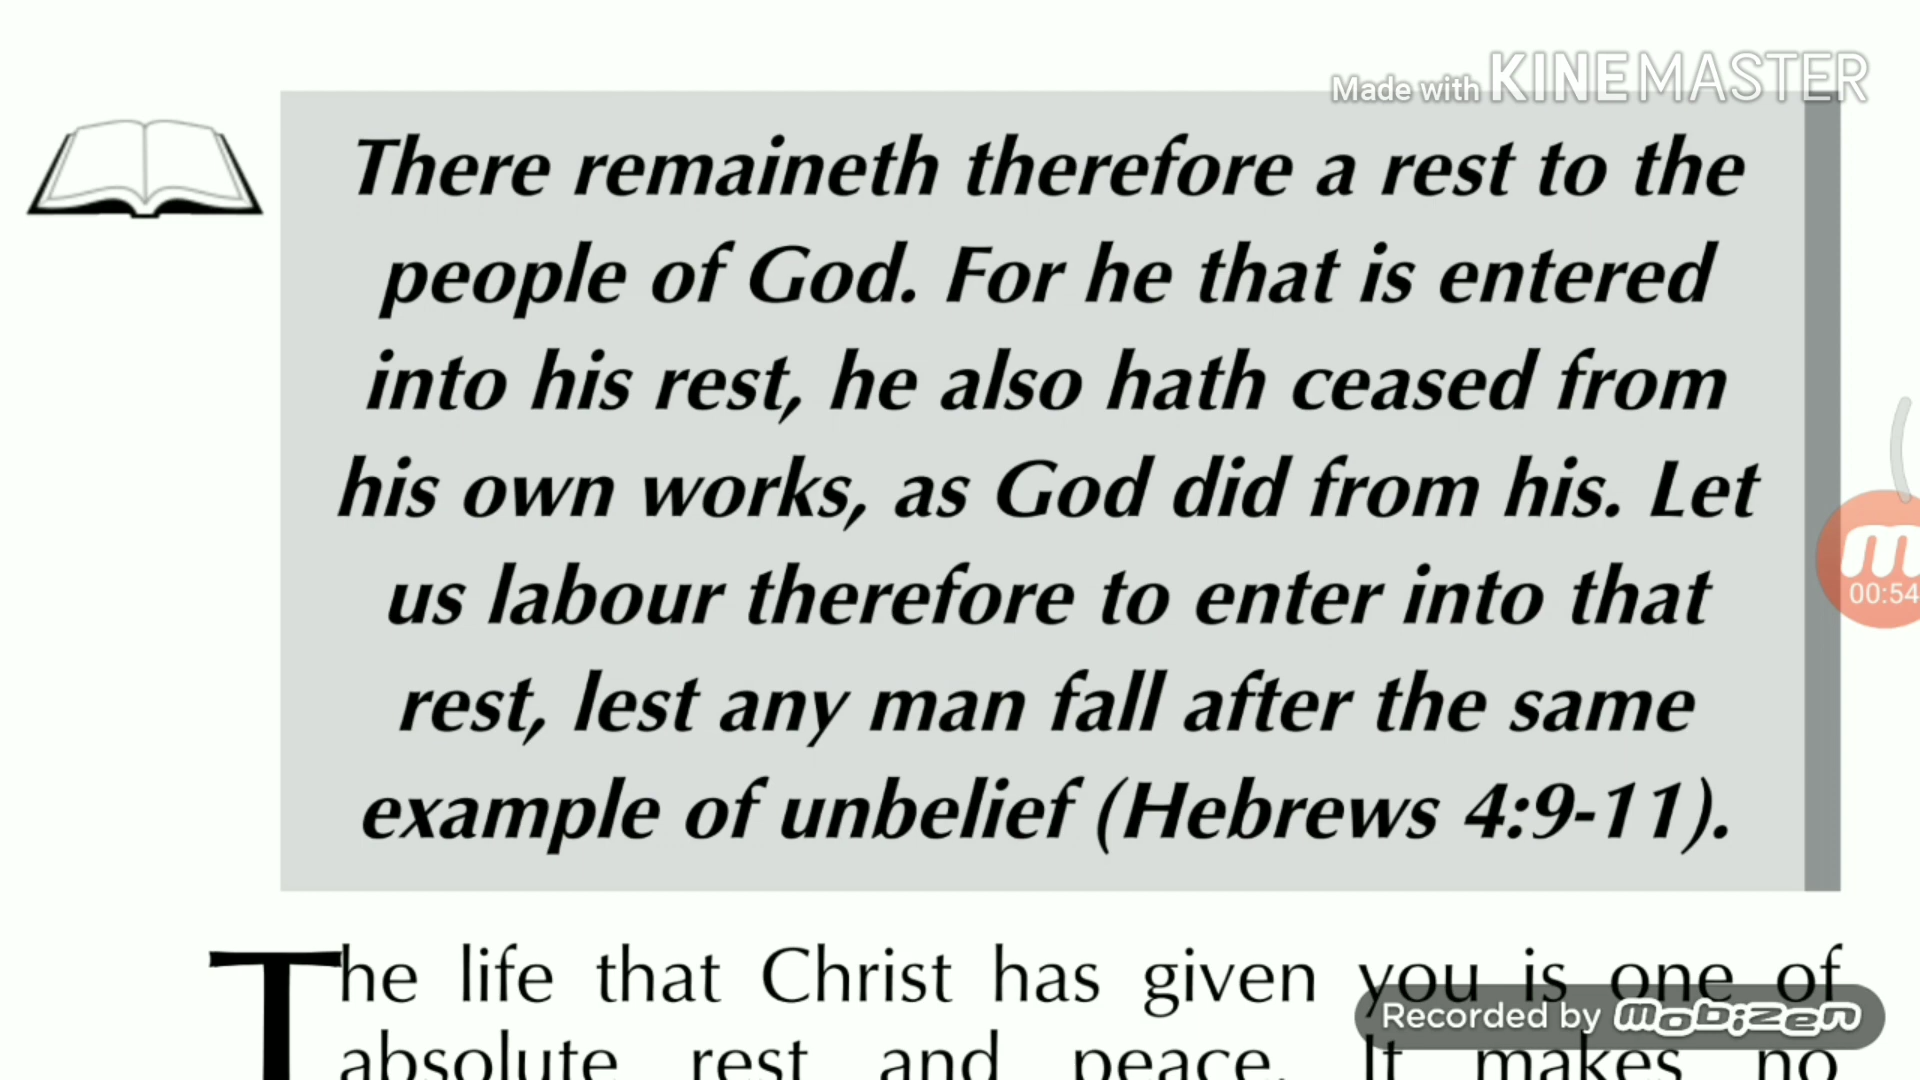 Made with KINEMASTER
There remaineth therefore a rest to the
people of God. For he that is entered
into his rest, he also hath ceased from
his own works, as God did from his. Let
us labour therefore to enter into that
rest, lest any man fall after the same
example of unbelief (Hebrews 4:9-11).
00:54
The life that Christ has given you is one of
absolute rest and peace. It makes no
Recorded by mobizen